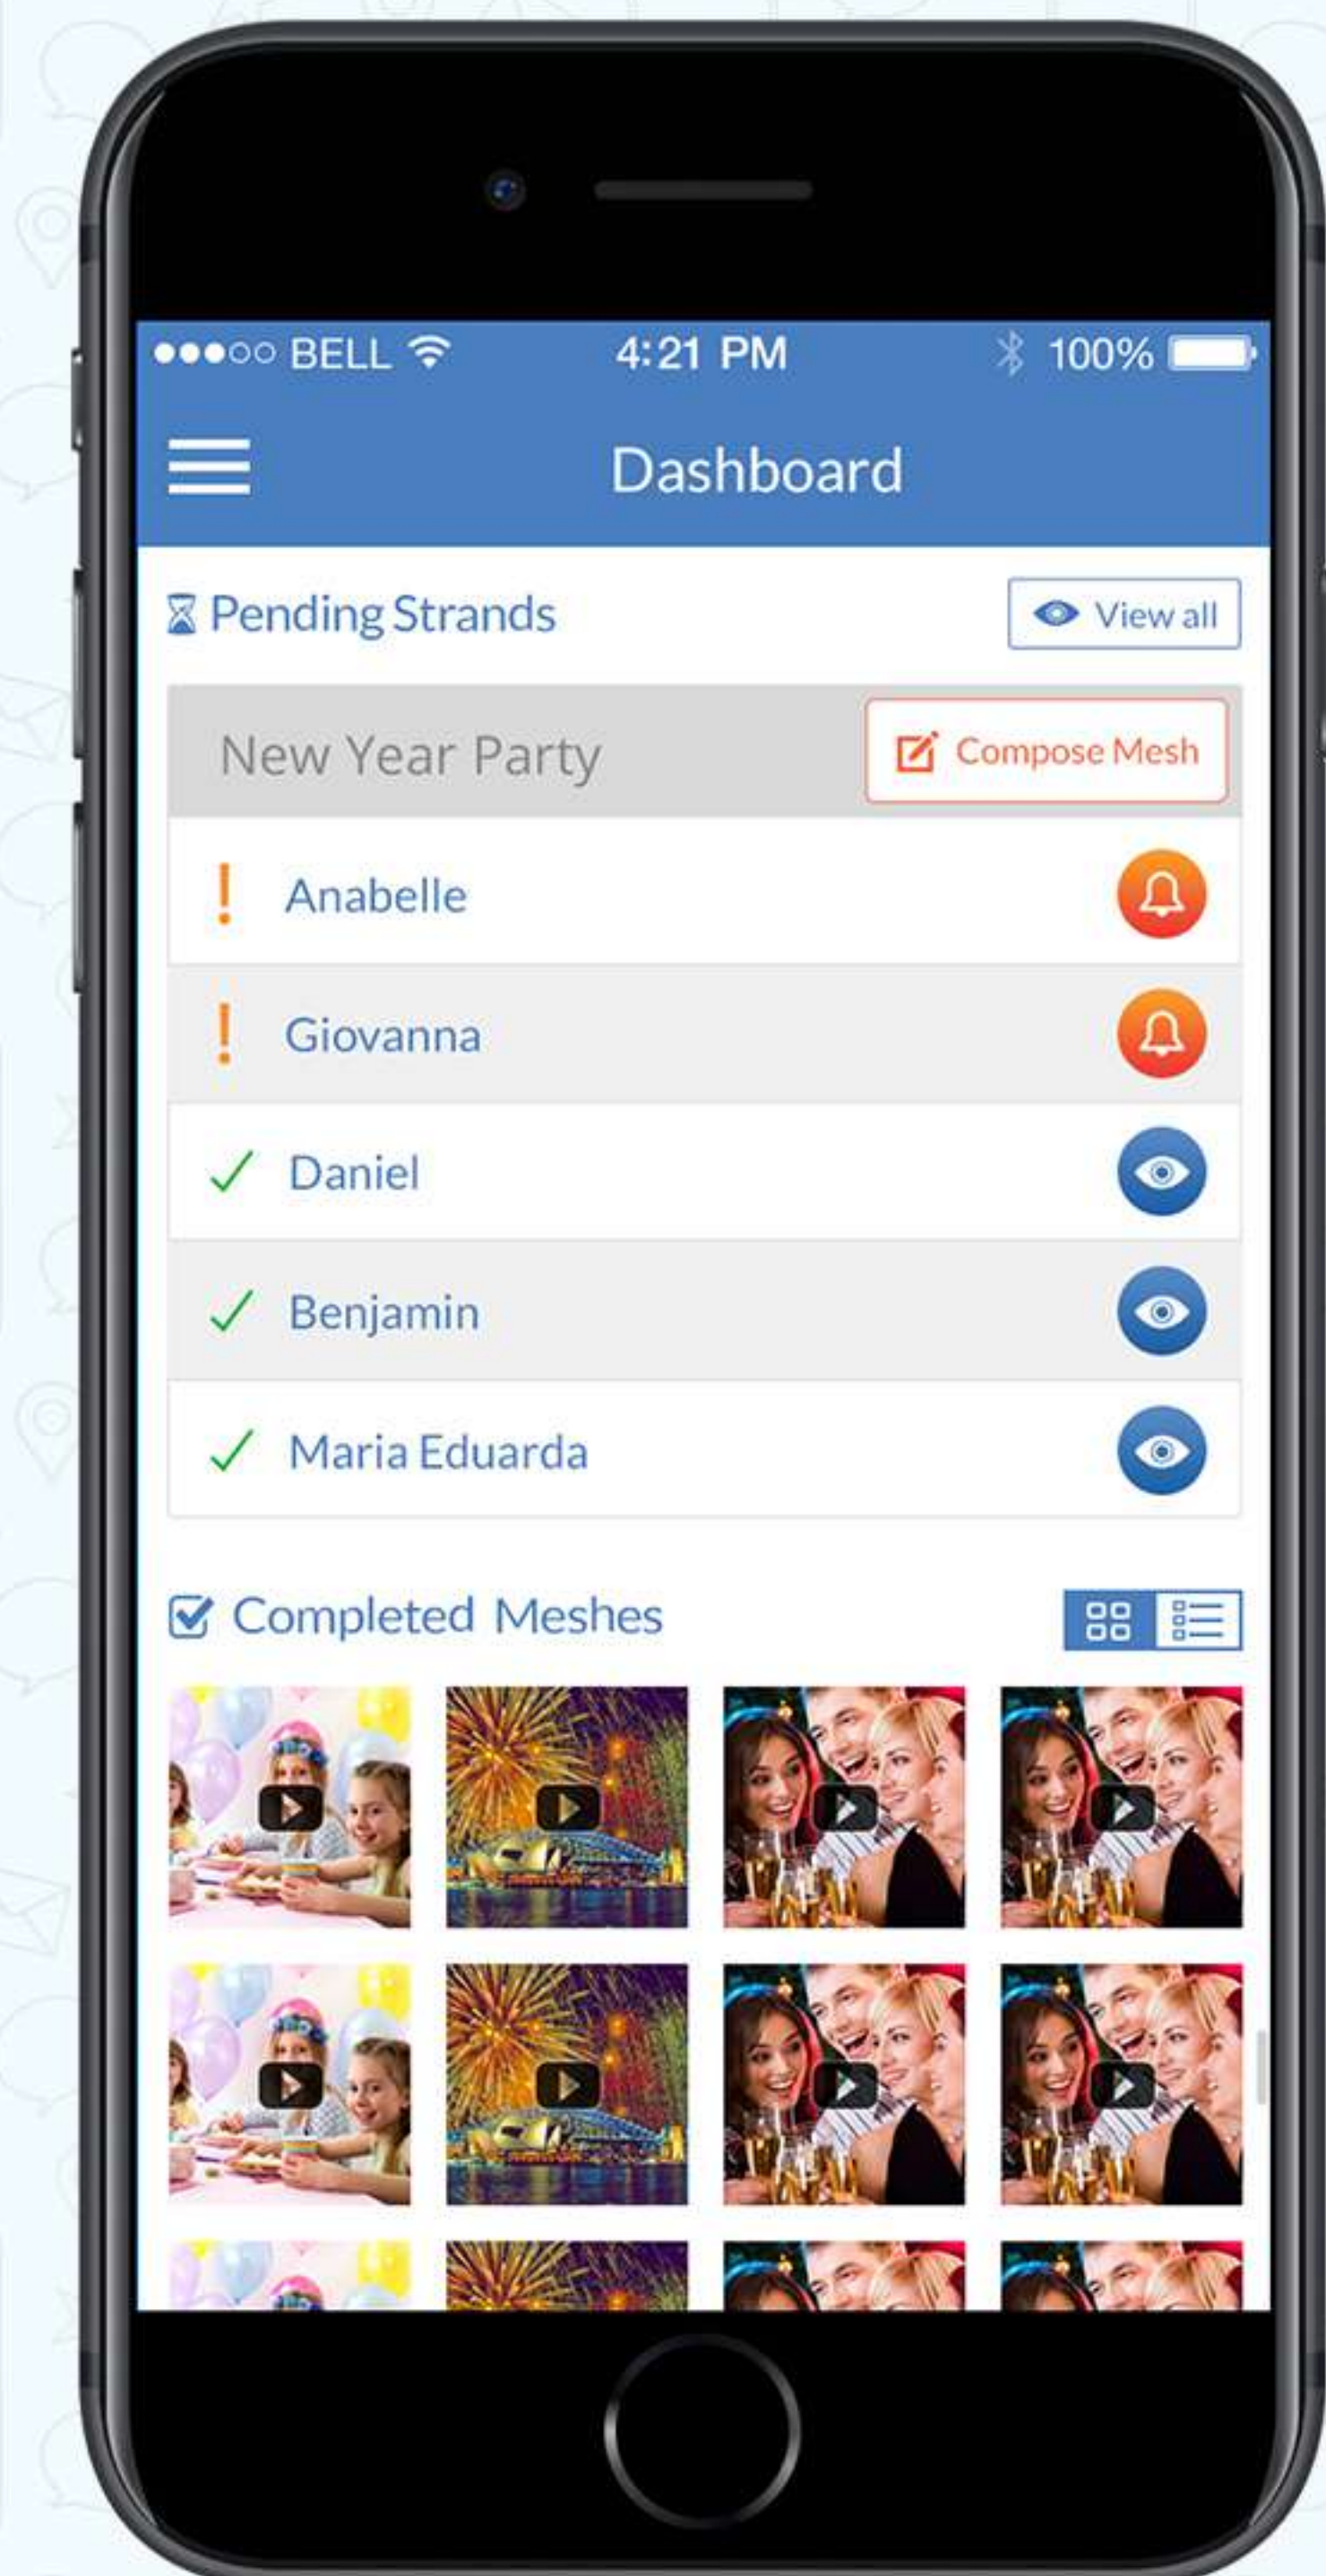 BELL 4:21 PM 100%
Dashboard
Pending Strands View all
New Year Party Compose Mesh
! Anabelle
! Giovanna
Daniel
Benjamin
Maria Eduarda
Completed Meshes